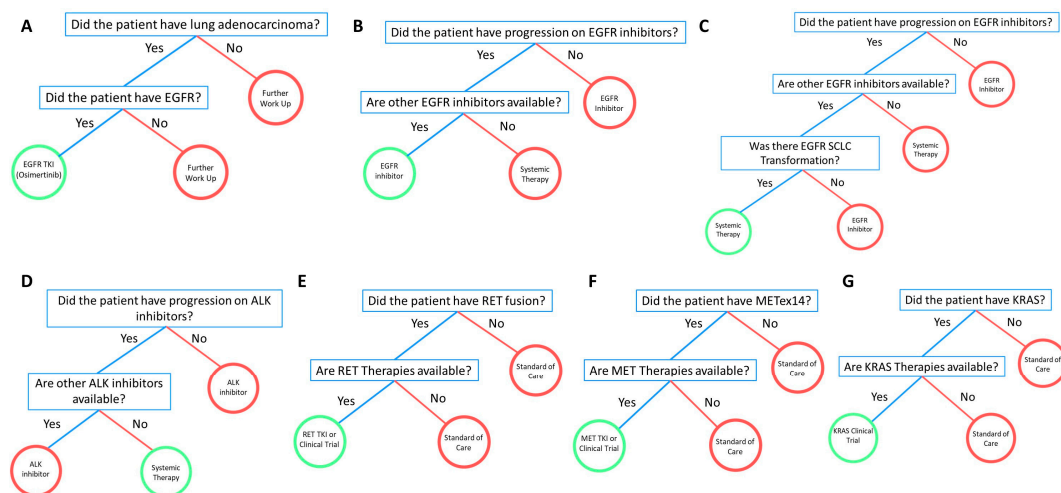 A
Did the patient have lung adenocarcinoma?
Yes
No
Further
Work Up
Did the patient have EGFR?
Yes
No
EGFR TKI
(Osimertinib)
Further
Work Up
B
Did the patient have progression on EGFR inhibitors?
Yes
No
EGFR
Inhibitor
Are other EGFR inhibitors available?
Yes
No
EGFR
inhibitor
Systemic
Therapy
C
Did the patient have progression on EGFR inhibitors?
Yes
No
EGFR
Inhibitor
Are other EGFR inhibitors available?
Yes
No
Systemic
Therapy
Was there EGFR SCLC
Transformation?
Yes
No
Systemic
Therapy
EGFR
Inhibitor
D
Did the patient have progression on ALK
inhibitors?
Yes
No
ALK
inhibitor
Are other ALK inhibitors
available?
Yes
No
ALK
inhibitor
Systemic
Therapy
E
Did the patient have RET fusion?
Yes
No
Standard of
Care
Are RET Therapies available?
Yes
No
RET TKI or
Clinical Trial
Standard of
Care
F
Did the patient have METex14?
Yes
No
Standard of
Care
Are MET Therapies available?
Yes
No
MET TKI or
Clinical Trial
Standard of
Care
G
Did the patient have KRAS?
Yes
No
Standard of
Care
Are KRAS Therapies available?
Yes
No
KRAS Clinical
Trial
Standard of
Care